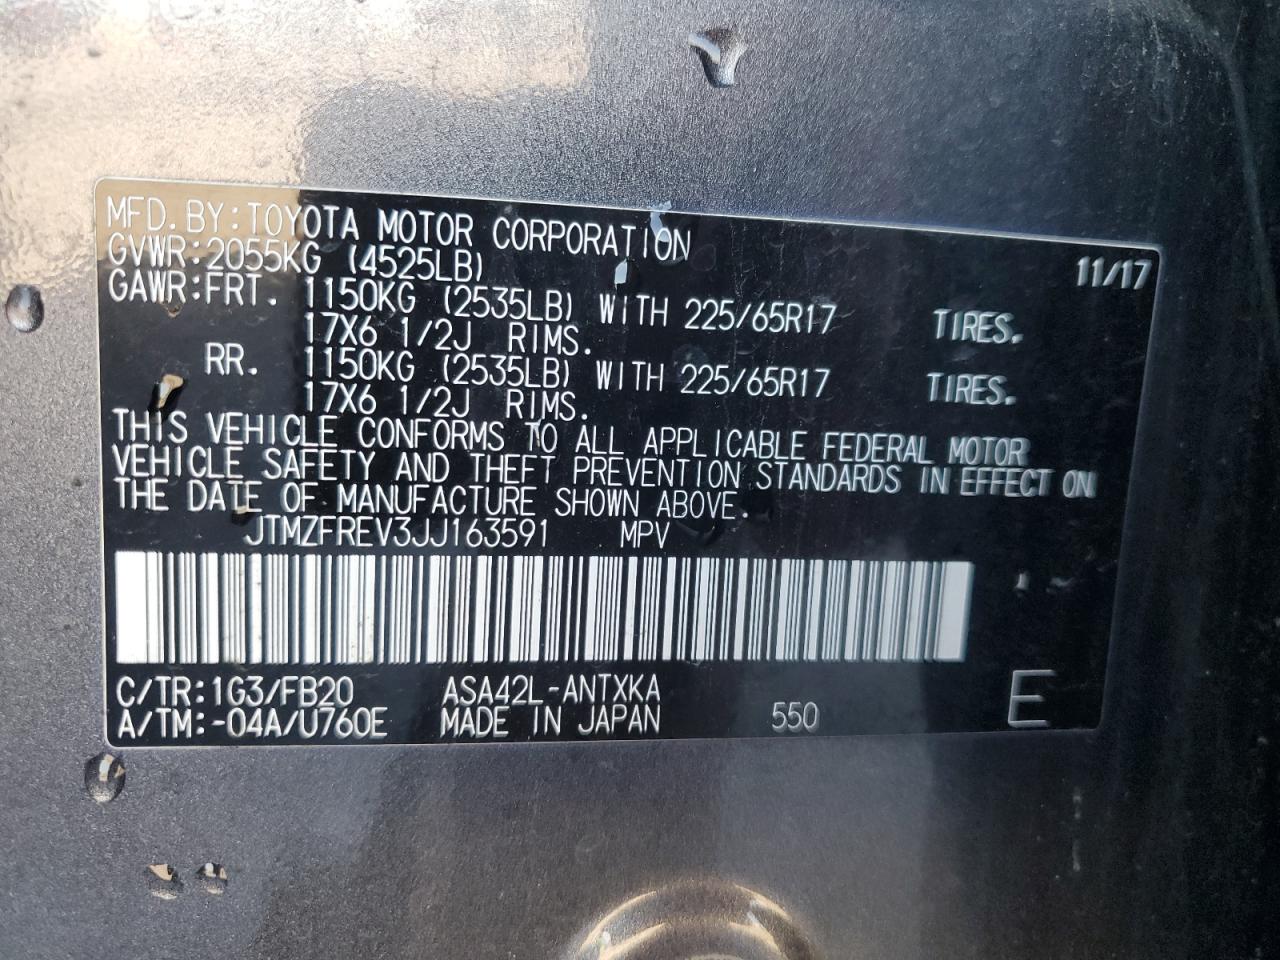 MFD. BY: TOYOTA MOTOR CORPORATION
GVWR: 2055KG (4525LB) 11/17
GAWR: FRT. 1150KG (2535LB) WITH 225/65R17 TIRES.
17X6 1/2J RIMS.
RR. 1150KG (2535LB) WITH 225/65R17 TIRES.
17X6 1/2J RIMS.
THIS VEHICLE CONFORMS TO ALL APPLICABLE FEDERAL MOTOR
VEHICLE SAFETY AND THEFT PREVENTION STANDARDS IN EFFECT ON
THE DATE OF MANUFACTURE SHOWN ABOVE.
JTMZFREV3JJ163591 MPV
C/TR: 1G3/FB20 ASA42L-ANTXKA
A/TM: -04A/U760E MADE IN JAPAN 550 E